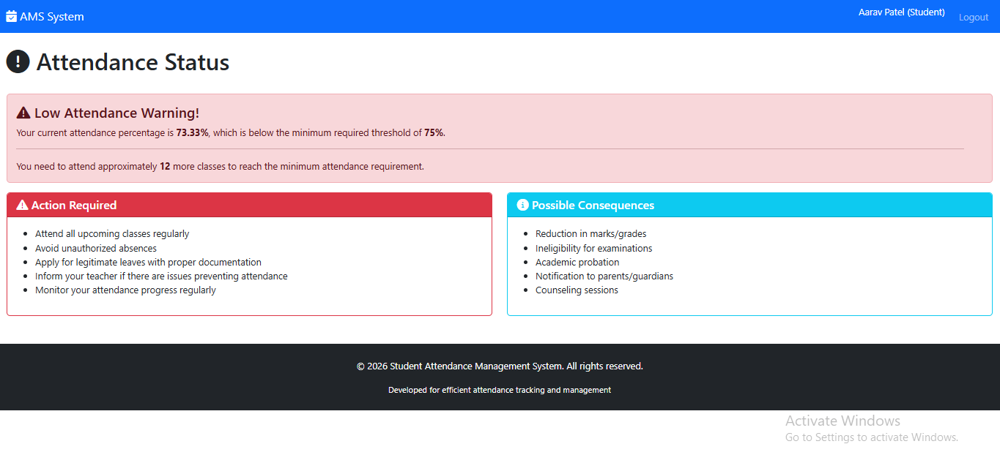 AMS System
Aarav Patel (Student)
Logout
Attendance Status
Low Attendance Warning!
Your current attendance percentage is 73.33%, which is below the minimum required threshold of 75%.
You need to attend approximately 12 more classes to reach the minimum attendance requirement.
Action Required
Attend all upcoming classes regularly
Avoid unauthorized absences
Apply for legitimate leaves with proper documentation
Inform your teacher if there are issues preventing attendance
Monitor your attendance progress regularly
Possible Consequences
Reduction in marks/grades
Ineligibility for examinations
Academic probation
Notification to parents/guardians
Counseling sessions
© 2026 Student Attendance Management System. All rights reserved.
Developed for efficient attendance tracking and management
Activate Windows
Go to Settings to activate Windows.